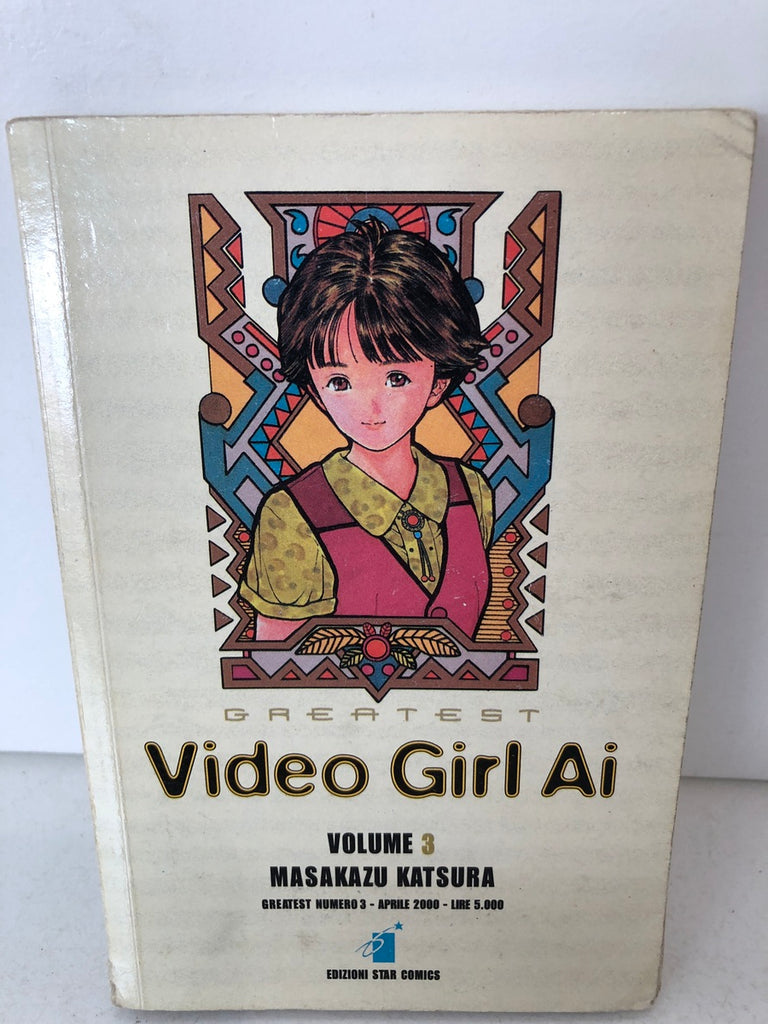 GREATEST
Video Girl Ai
VOLUME 3
MASAKAZU KATSURA
GREATEST NUMERO 3 - APRILE 2000 - LIRE 5.000
EDIZIONI STAR COMICS